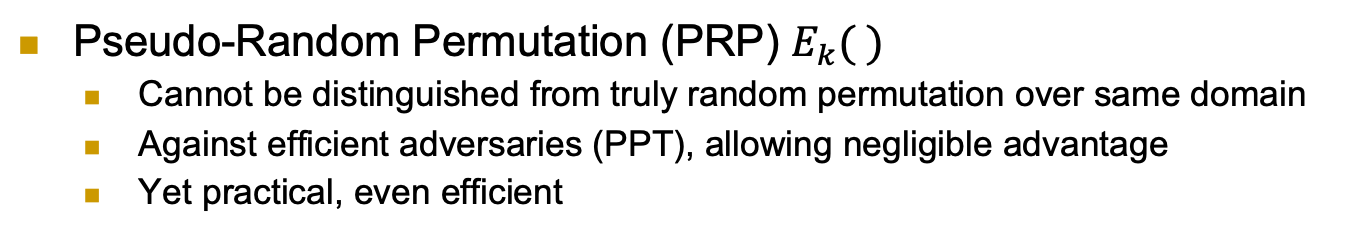 Pseudo-Random Permutation (PRP) Eₖ()
Cannot be distinguished from truly random permutation over same domain
Against efficient adversaries (PPT), allowing negligible advantage
Yet practical, even efficient